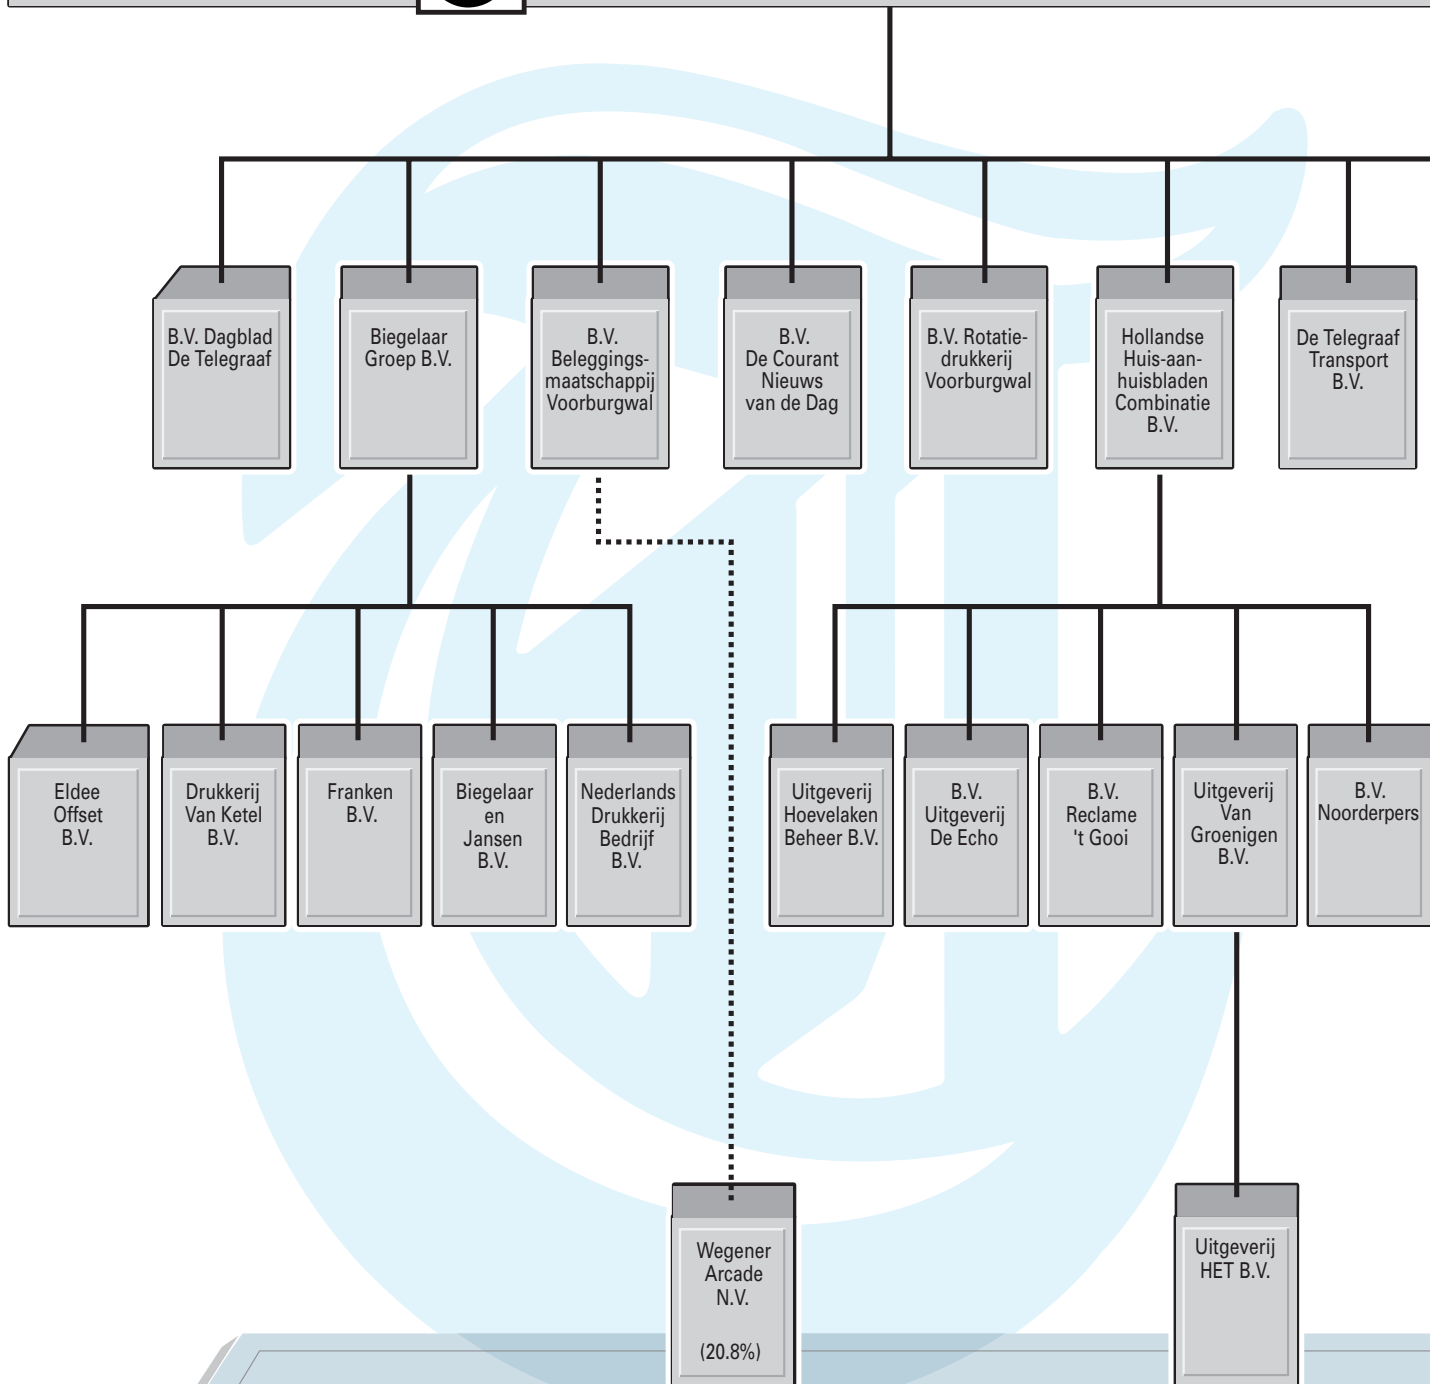 B.V. Dagblad
De Telegraaf
Biegelaar
Groep B.V.
B.V.
Beleggings-
maatschappij
Voorburgwal
B.V.
De Courant
Nieuws
van de Dag
B.V. Rotatie-
drukkerij
Voorburgwal
Hollandse
Huis-aan-
huisbladen
Combinatie
B.V.
De Telegraaf
Transport
B.V.
Eldee
Offset
B.V.
Drukkerij
Van Ketel
B.V.
Franken
B.V.
Biegelaar
en
Jansen
B.V.
Nederlands
Drukkerij
Bedrijf
B.V.
Uitgeverij
Hoevelaken
Beheer B.V.
B.V.
Uitgeverij
De Echo
B.V.
Reclame
't Gooi
Uitgeverij
Van
Groenigen
B.V.
B.V.
Noorderpers
Wegener
Arcade
N.V.
(20.8%)
Uitgeverij
HET B.V.